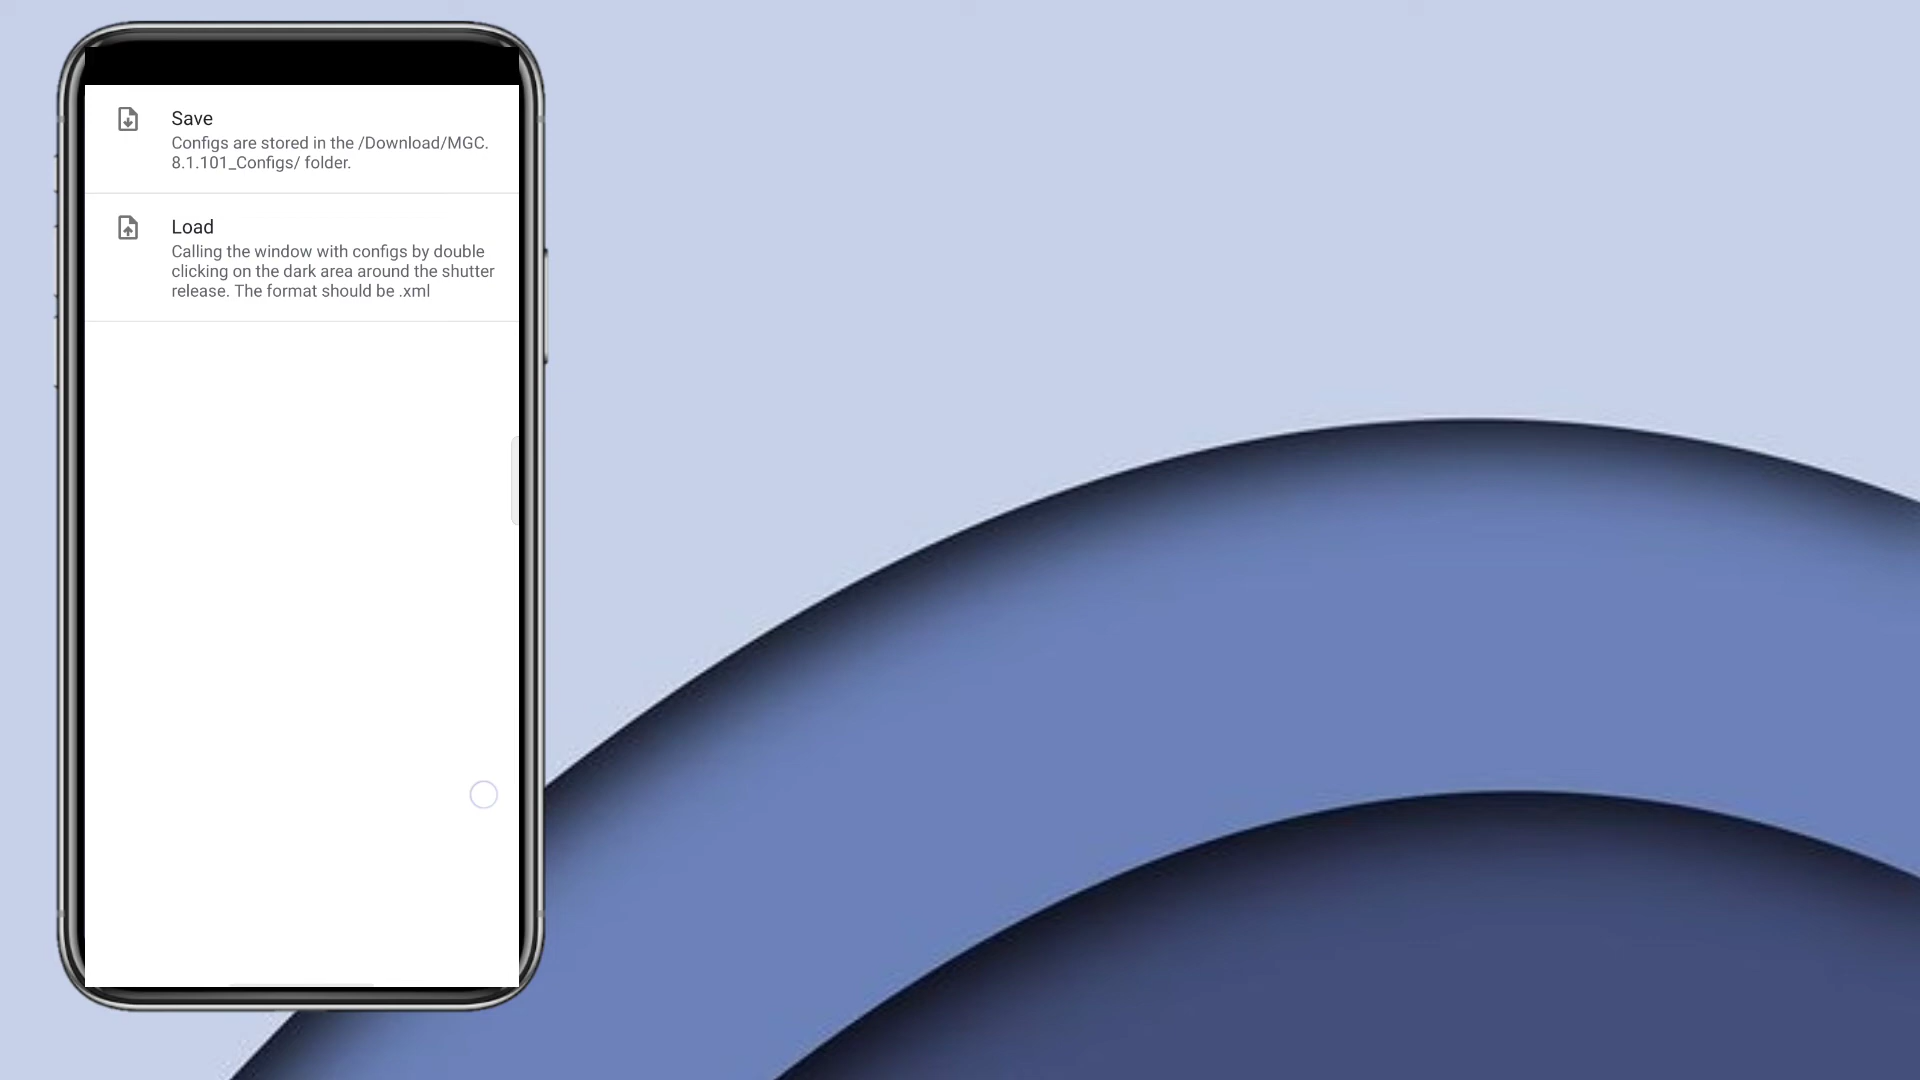 Save
Configs are stored in the /Download/MGC.
8.1.101_Configs/ folder.
Load
Calling the window with configs by double
clicking on the dark area around the shutter
release. The format should be .xml